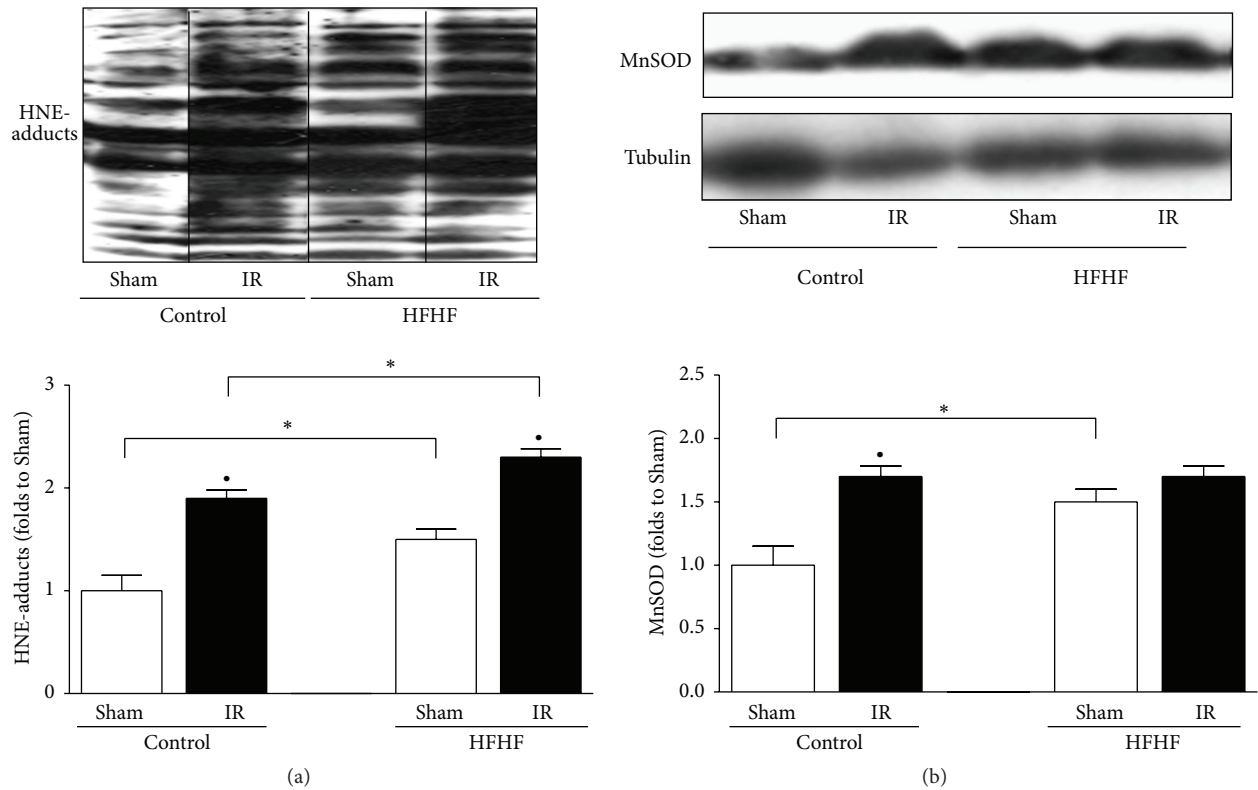 HNE-
adducts
Sham IR Sham IR
Control HFHF
HNE-adducts (folds to Sham)
3
2
1
0
*
*
•
•
Sham IR Sham IR
Control HFHF
(a)
MnSOD
Tubulin
Sham IR Sham IR
Control HFHF
MnSOD (folds to Sham)
2.5
2.0
1.5
1.0
0.5
0.0
*
•
Sham IR Sham IR
Control HFHF
(b)